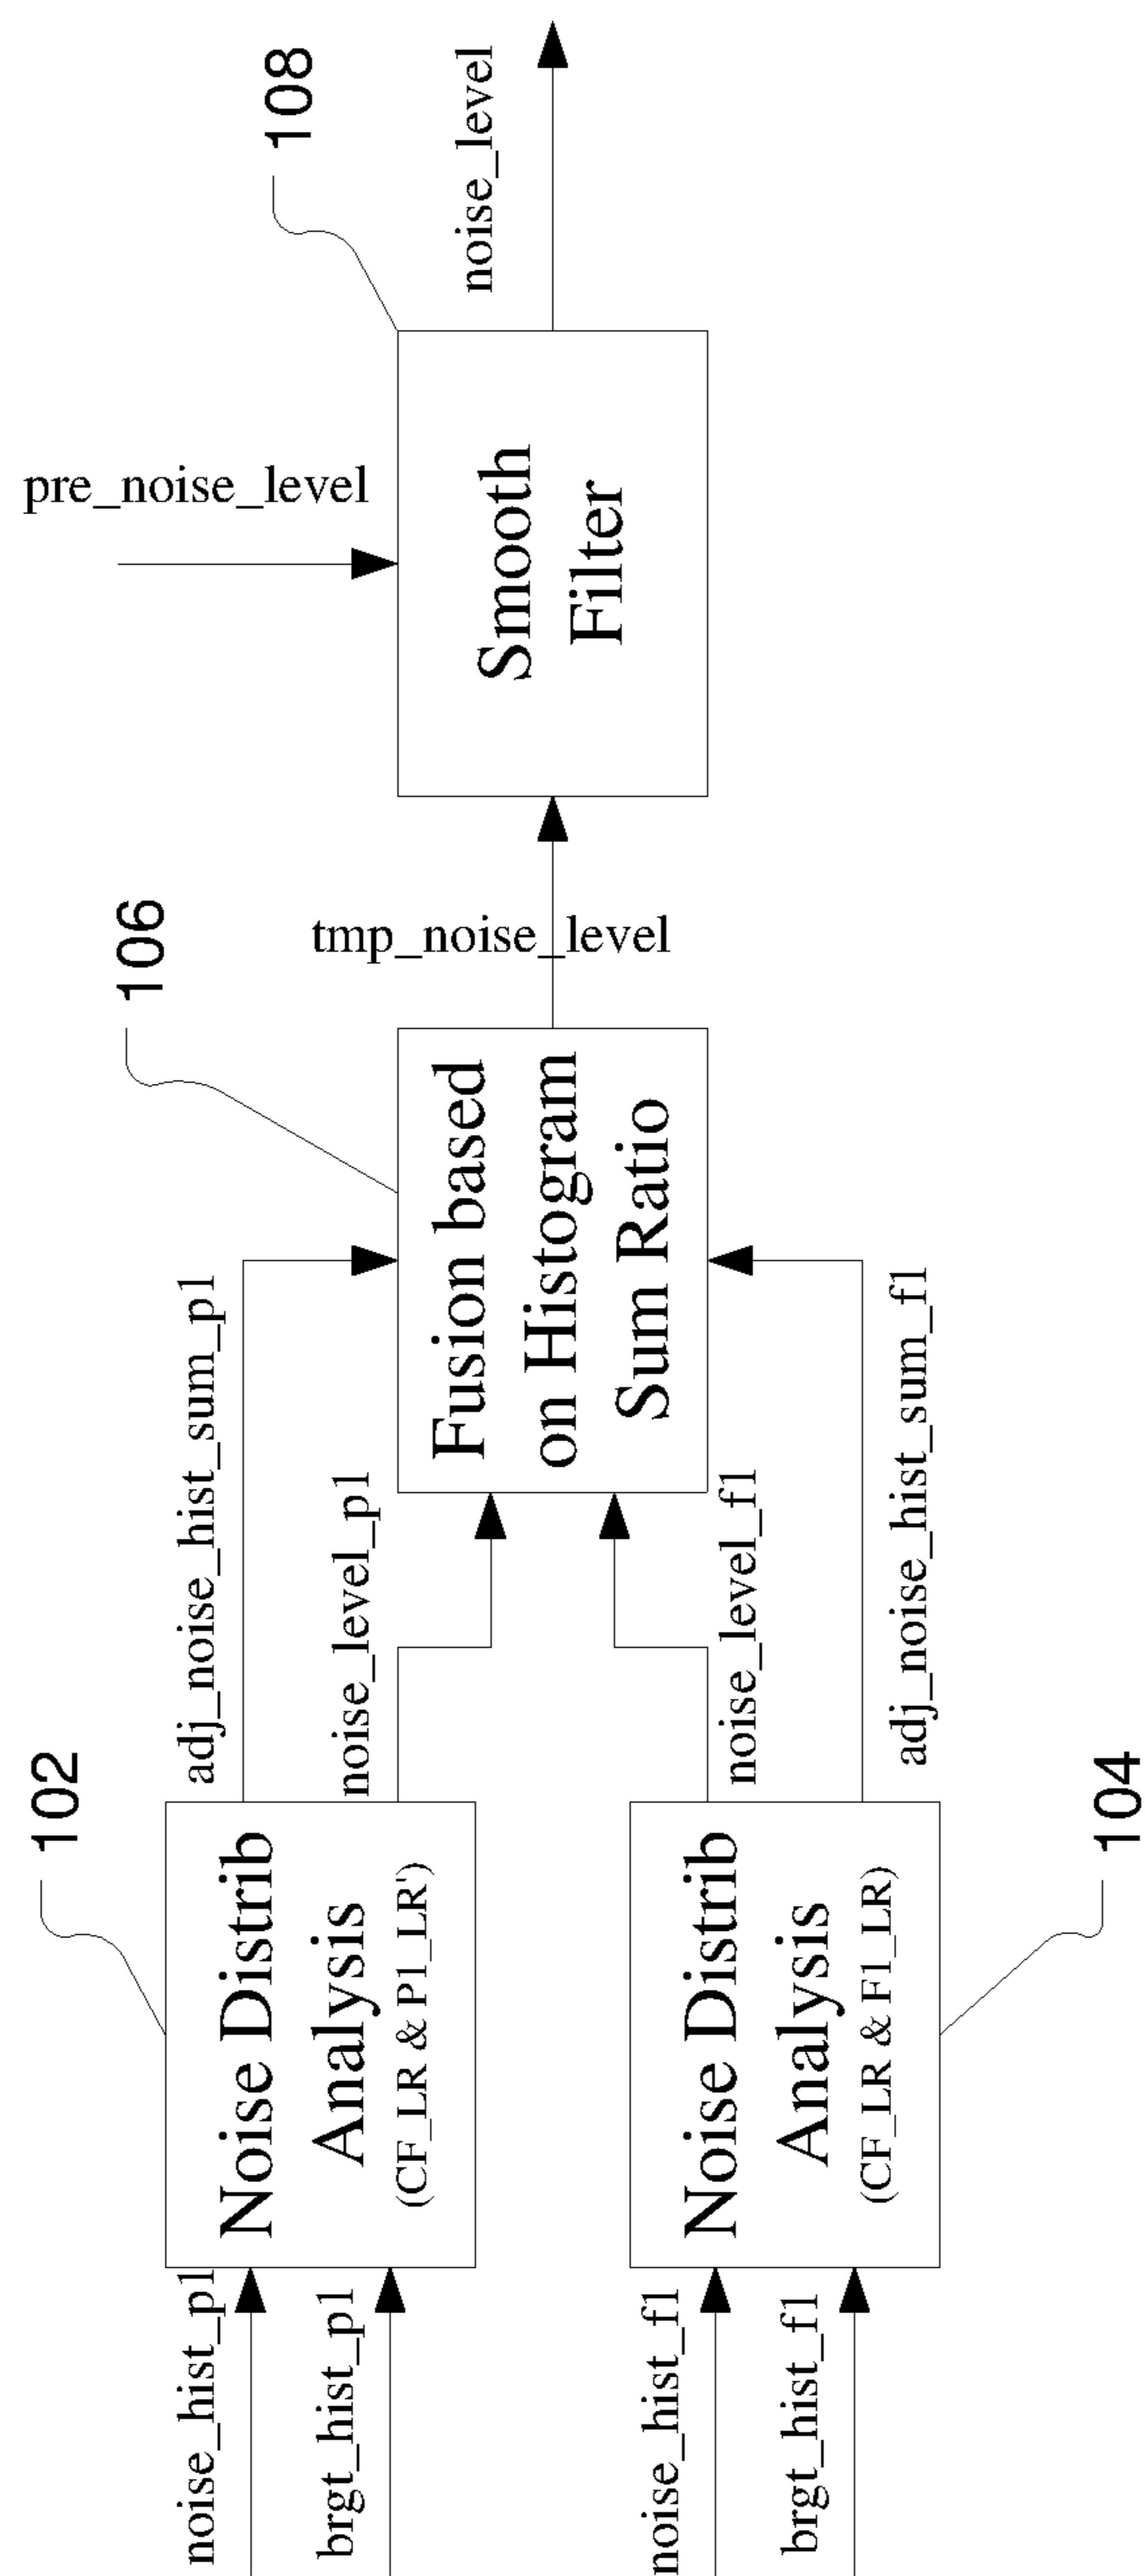 noise_hist_p1
brgt_hist_p1
noise_hist_f1
brgt_hist_f1
102
Noise Distrib
Analysis
(CF_LR & P1_LR')
104
Noise Distrib
Analysis
(CF_LR & F1_LR)
adj_noise_hist_sum_p1
noise_level_p1
noise_level_f1
adj_noise_hist_sum_f1
106
Fusion based
on Histogram
Sum Ratio
tmp_noise_level
pre_noise_level
108
Smooth
Filter
noise_level